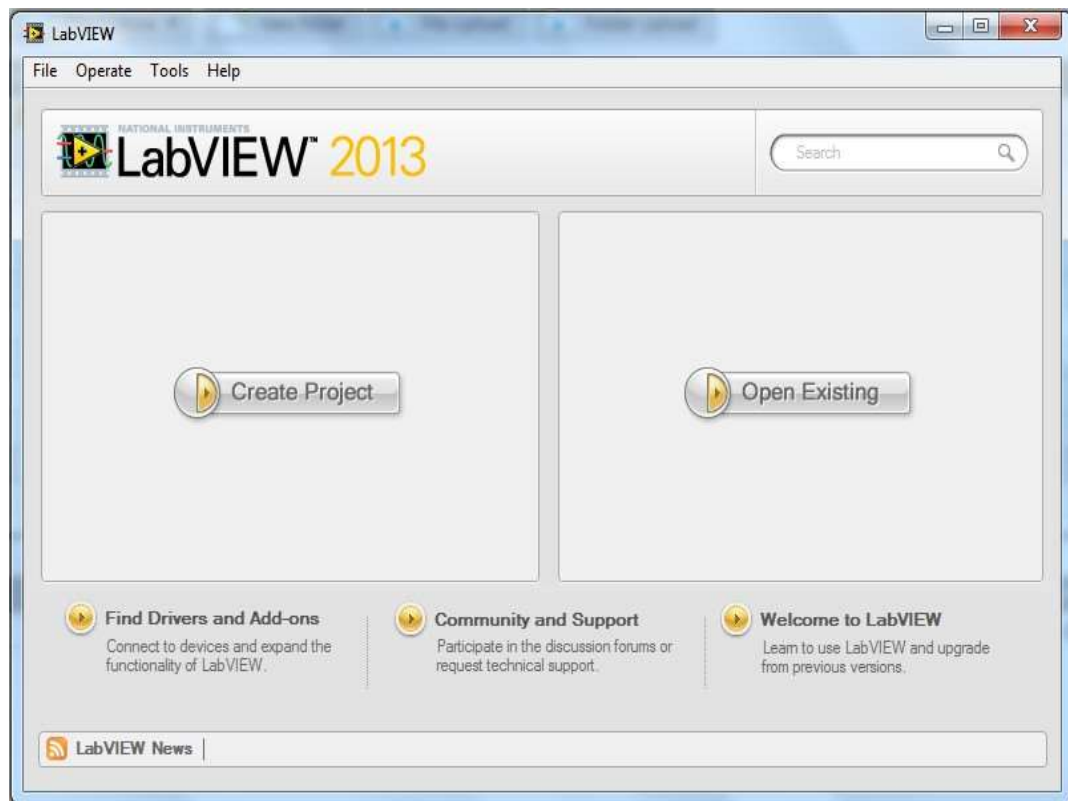 LabVIEW
File Operate Tools Help
NATIONAL INSTRUMENTS
LabVIEW™ 2013
Search
Create Project
Open Existing
Find Drivers and Add-ons
Connect to devices and expand the
functionality of LabVIEW.
Community and Support
Participate in the discussion forums or
request technical support.
Welcome to LabVIEW
Learn to use LabVIEW and upgrade
from previous versions.
LabVIEW News